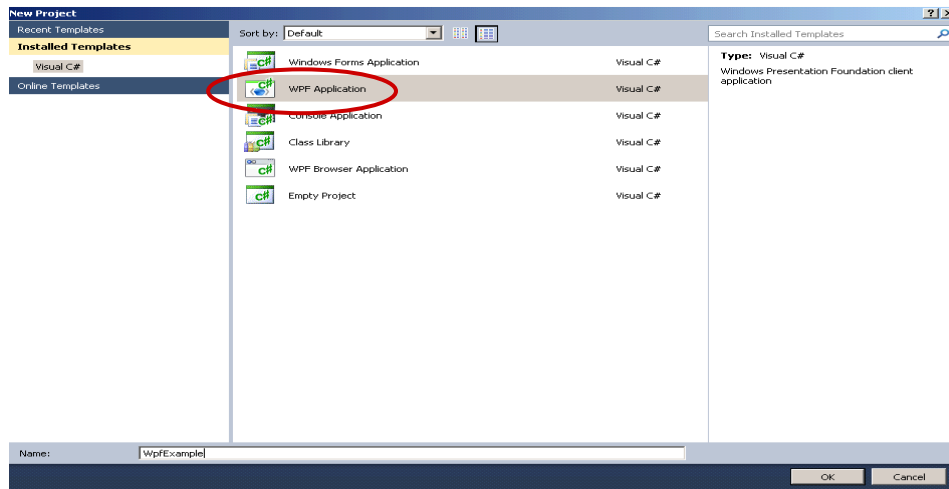 New Project
Recent Templates
Installed Templates
Visual C#
Online Templates
Sort by: Default
Windows Forms Application Visual C#
WPF Application Visual C#
Console Application Visual C#
Class Library Visual C#
WPF Browser Application Visual C#
Empty Project Visual C#
Search Installed Templates
Type: Visual C#
Windows Presentation Foundation client
application
Name: WpfExample
OK Cancel